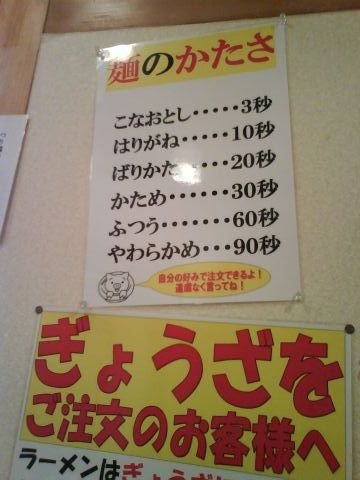 麺のかたさ
こなおとし・・・・・3秒
はりがね・・・・・10秒
ばりかた・・・・・20秒
かため・・・・30秒
ふつう・・・・・60秒
やわらかめ・・・90秒
自分の好みで注文できるよ！
遠慮なく言ってね！
ぎょうざを
ご注文のお客様へ
ラーメンはぎょうざ